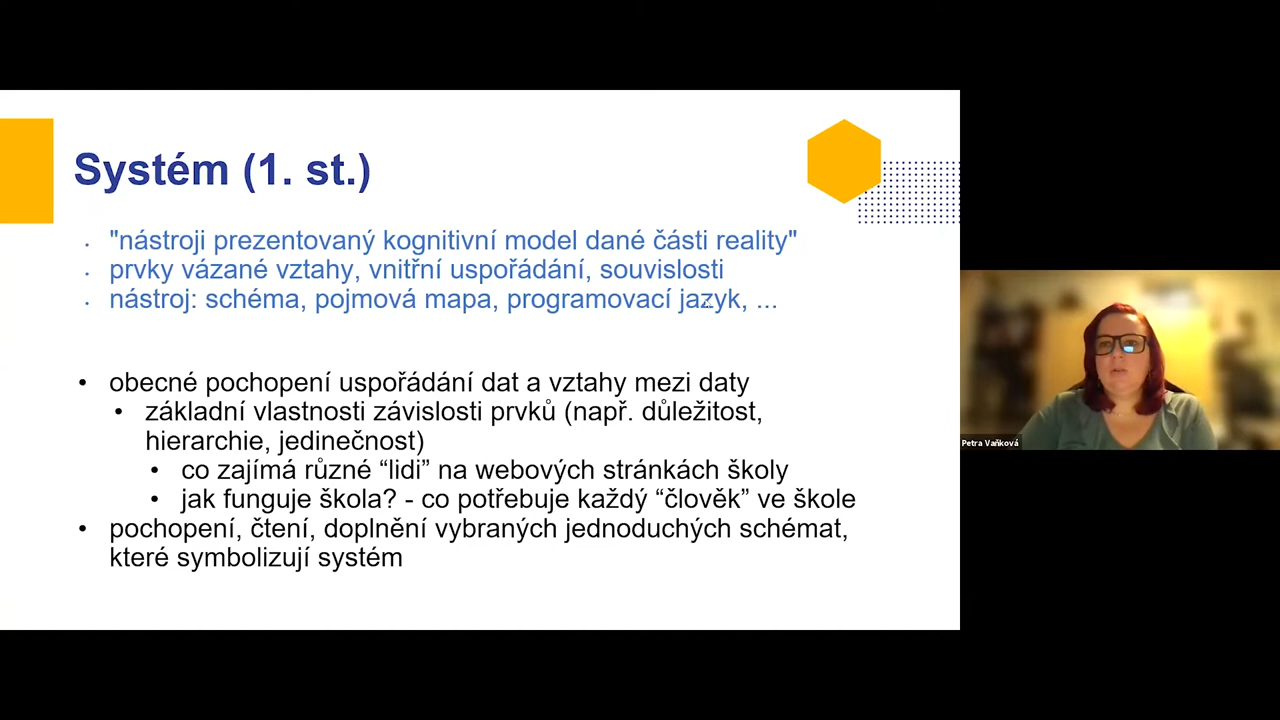 Systém (1. st.)
"nástroji prezentovaný kognitivní model dané části reality"
prvky vázané vztahy, vnitřní uspořádání, souvislosti
nástroj: schéma, pojmová mapa, programovací jazyk, ...
obecné pochopení uspořádání dat a vztahy mezi daty
základní vlastnosti závislosti prvků (např. důležitost,
hierarchie, jedinečnost)
co zajímá různé “lidi” na webových stránkách školy
jak funguje škola? - co potřebuje každý “člověk” ve škole
pochopení, čtení, doplnění vybraných jednoduchých schémat,
které symbolizují systém
Petra Vaňková